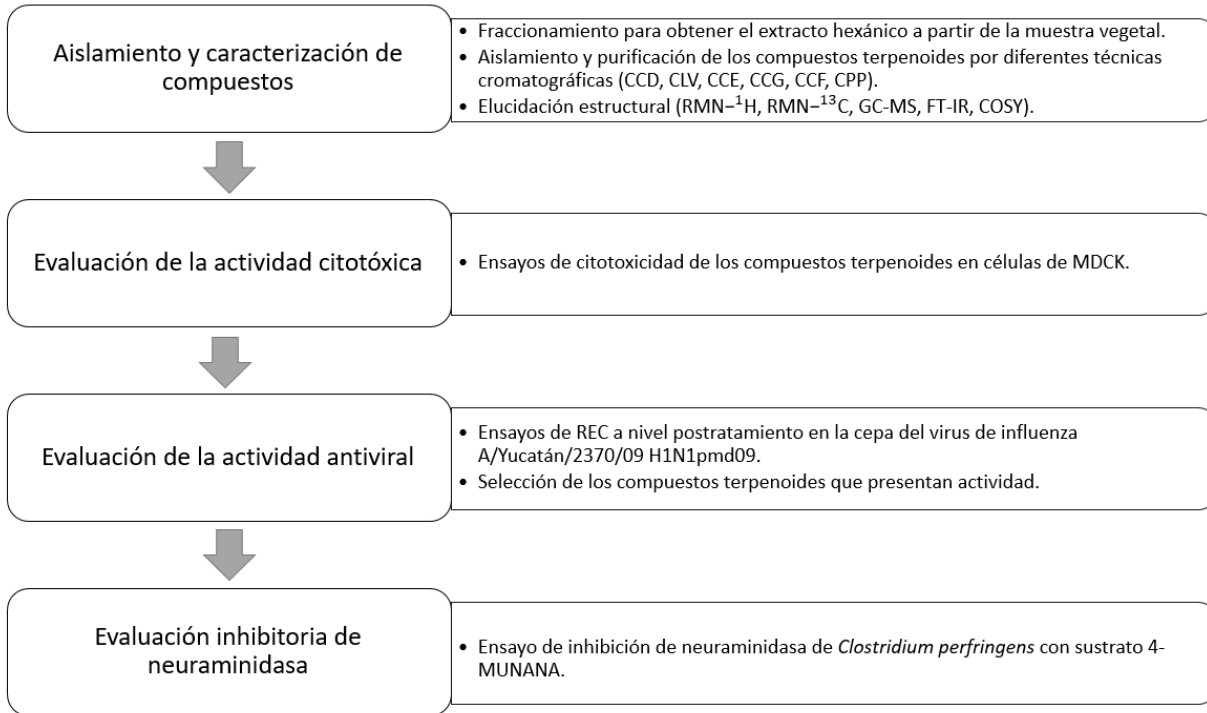 Aislamiento y caracterización de
compuestos
• Fraccionamiento para obtener el extracto hexánico a partir de la muestra vegetal.
• Aislamiento y purificación de los compuestos terpenoides por diferentes técnicas
cromatográficas (CCD, CLV, CCE, CCG, CCF, CPP).
• Elucidación estructural (RMN–¹H, RMN–¹³C, GC-MS, FT-IR, COSY).
Evaluación de la actividad citotóxica
• Ensayos de citotoxicidad de los compuestos terpenoides en células de MDCK.
Evaluación de la actividad antiviral
• Ensayos de REC a nivel postratamiento en la cepa del virus de influenza
A/Yucatán/2370/09 H1N1pmd09.
• Selección de los compuestos terpenoides que presentan actividad.
Evaluación inhibitoria de
neuraminidasa
• Ensayo de inhibición de neuraminidasa de Clostridium perfringens con sustrato 4-
MUNANA.